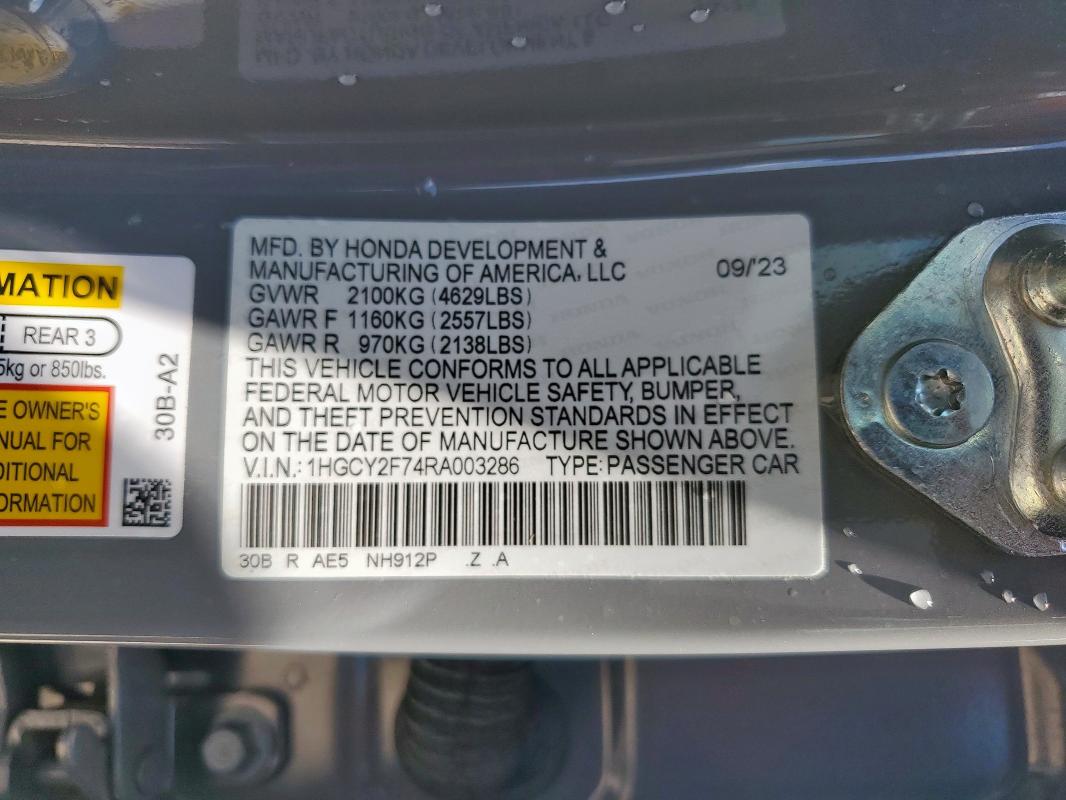 MATION
REAR 3
5kg or 850lbs.
E OWNER'S
NUAL FOR
DITIONAL
FORMATION
30B-A2
MFD. BY HONDA DEVELOPMENT &
MANUFACTURING OF AMERICA, LLC 09/'23
GVWR 2100KG (4629LBS)
GAWR F 1160KG (2557LBS)
GAWR R 970KG (2138LBS)
THIS VEHICLE CONFORMS TO ALL APPLICABLE
FEDERAL MOTOR VEHICLE SAFETY, BUMPER,
AND THEFT PREVENTION STANDARDS IN EFFECT
ON THE DATE OF MANUFACTURE SHOWN ABOVE.
V.I.N.: 1HGCY2F74RA003286 TYPE: PASSENGER CAR
30B R AE5 NH912P .Z .A